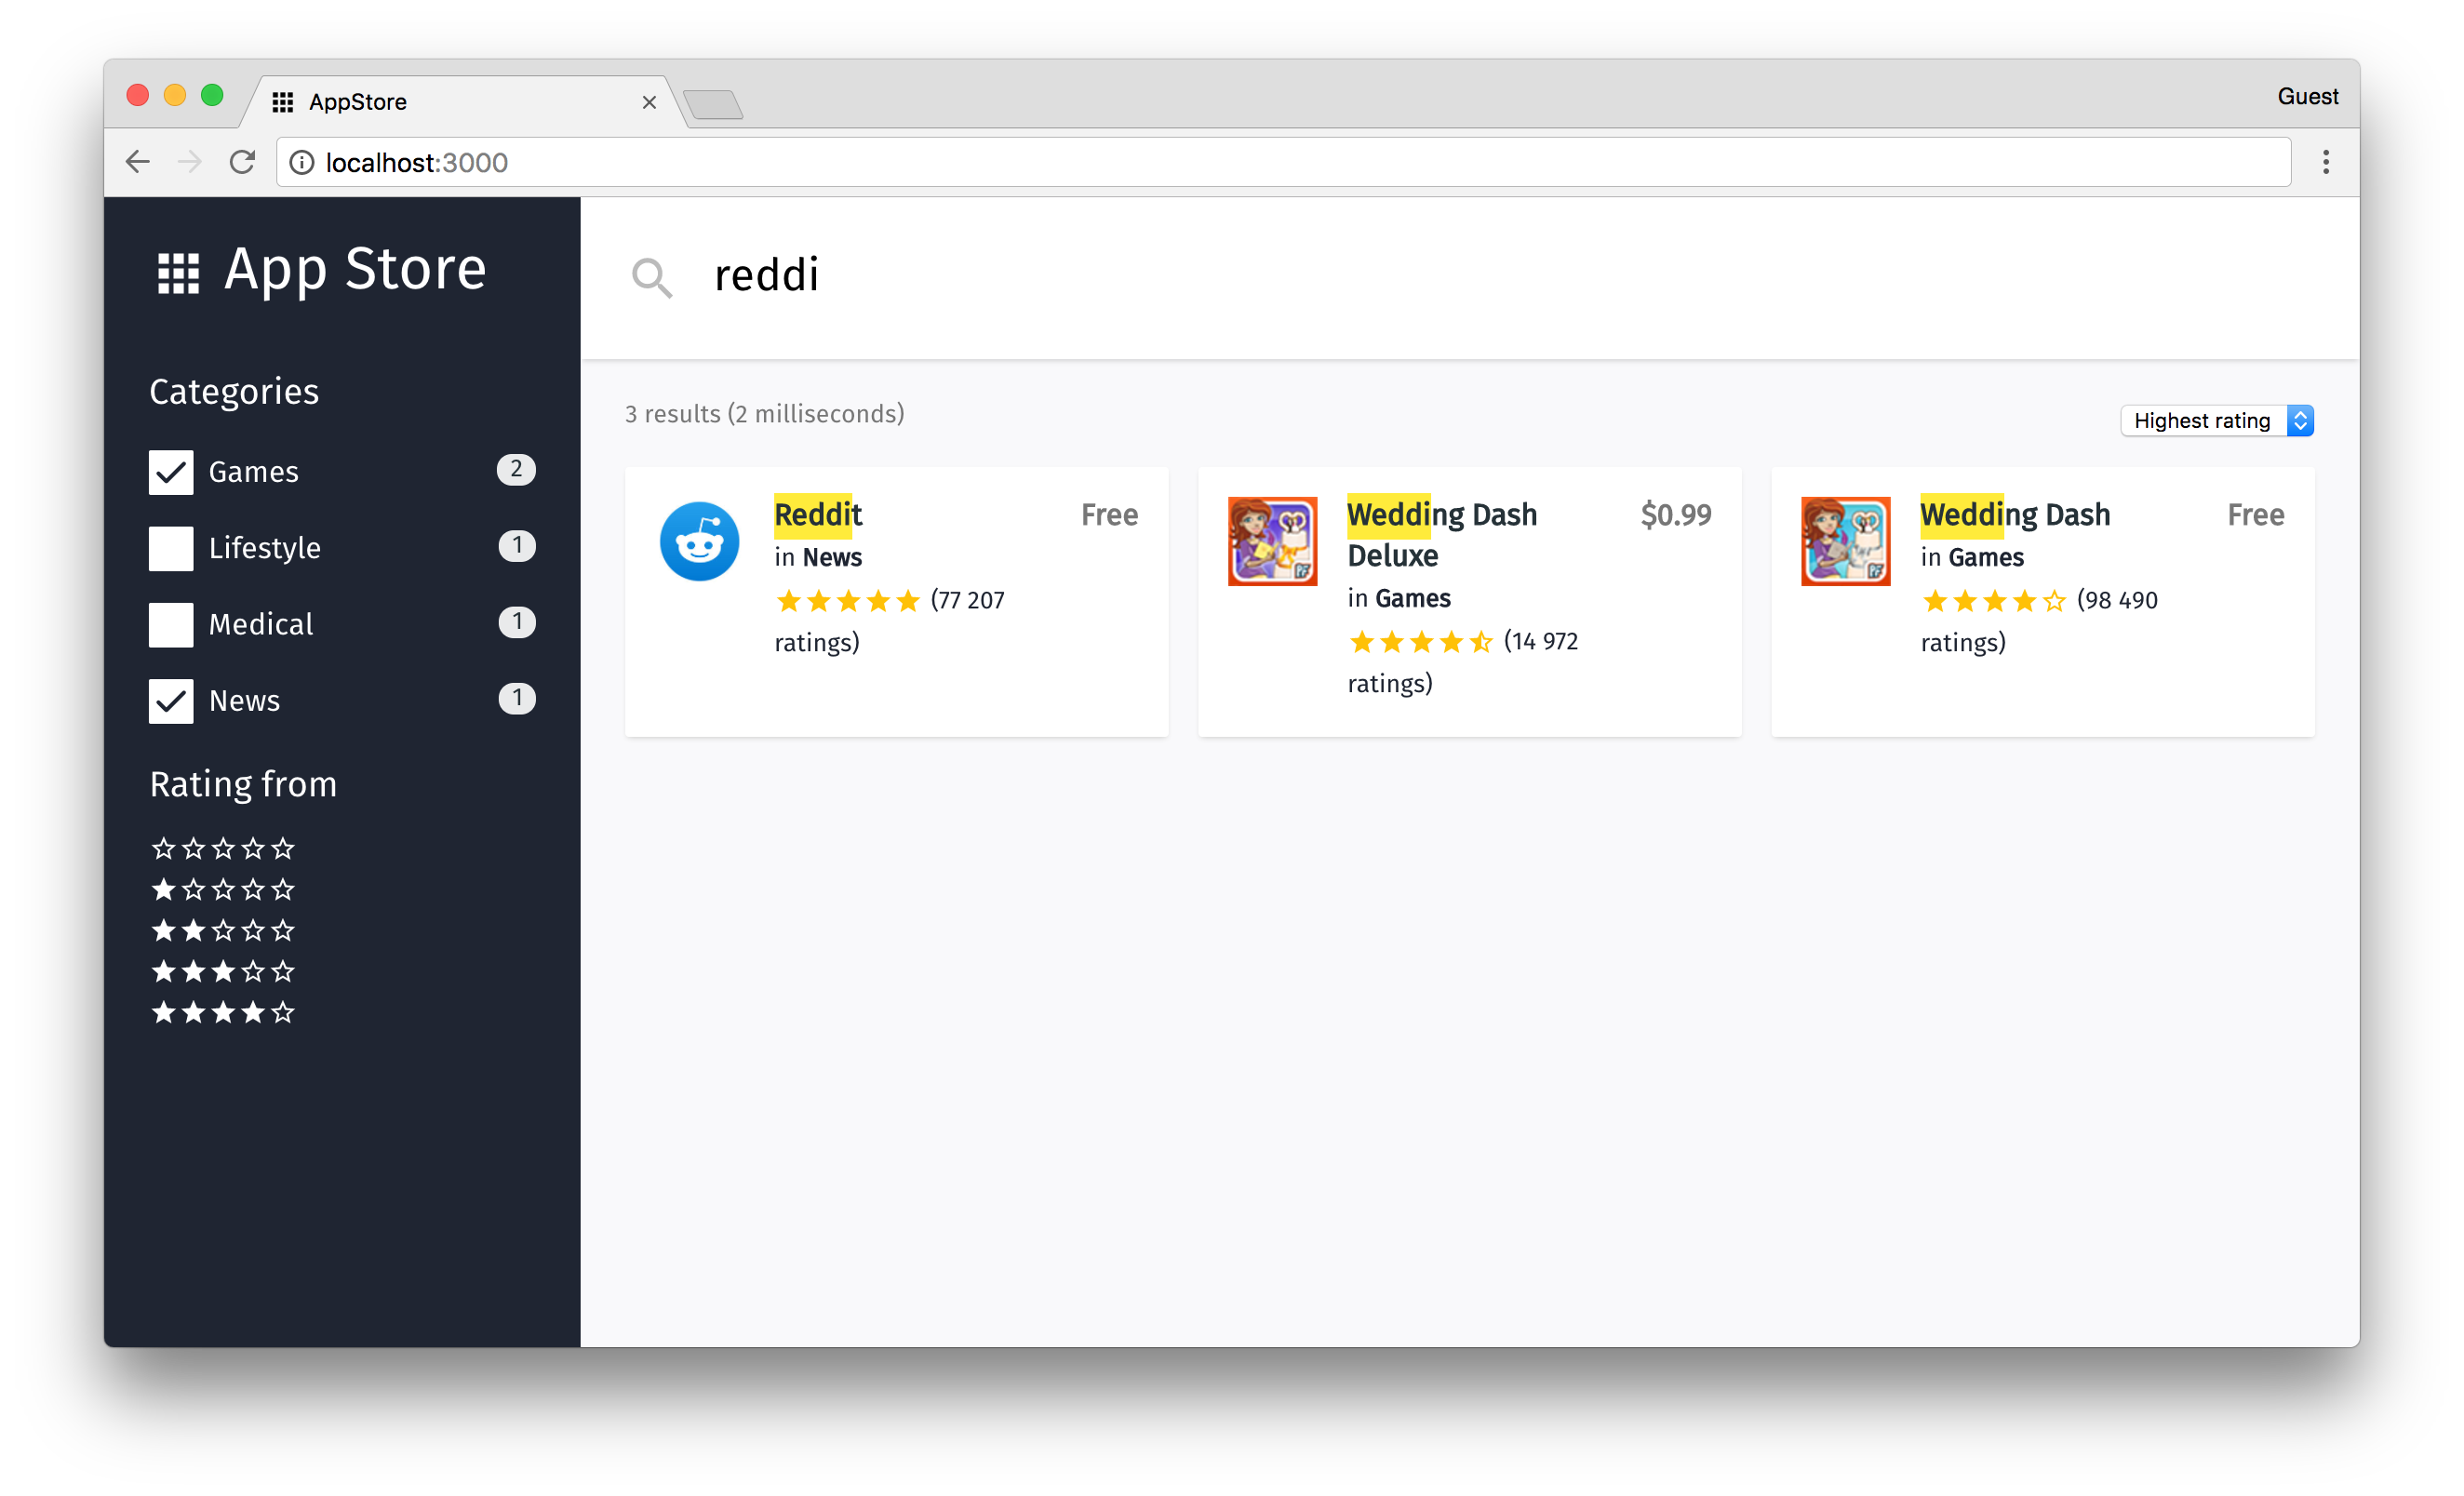 AppStore
Guest
localhost:3000
App Store
reddi
Categories
Games 2
Lifestyle 1
Medical 1
News 1
Rating from
3 results (2 milliseconds)
Highest rating
Reddit Free
in News
(77 207
ratings)
Wedding Dash $0.99
Deluxe
in Games
(14 972
ratings)
Wedding Dash Free
in Games
(98 490
ratings)